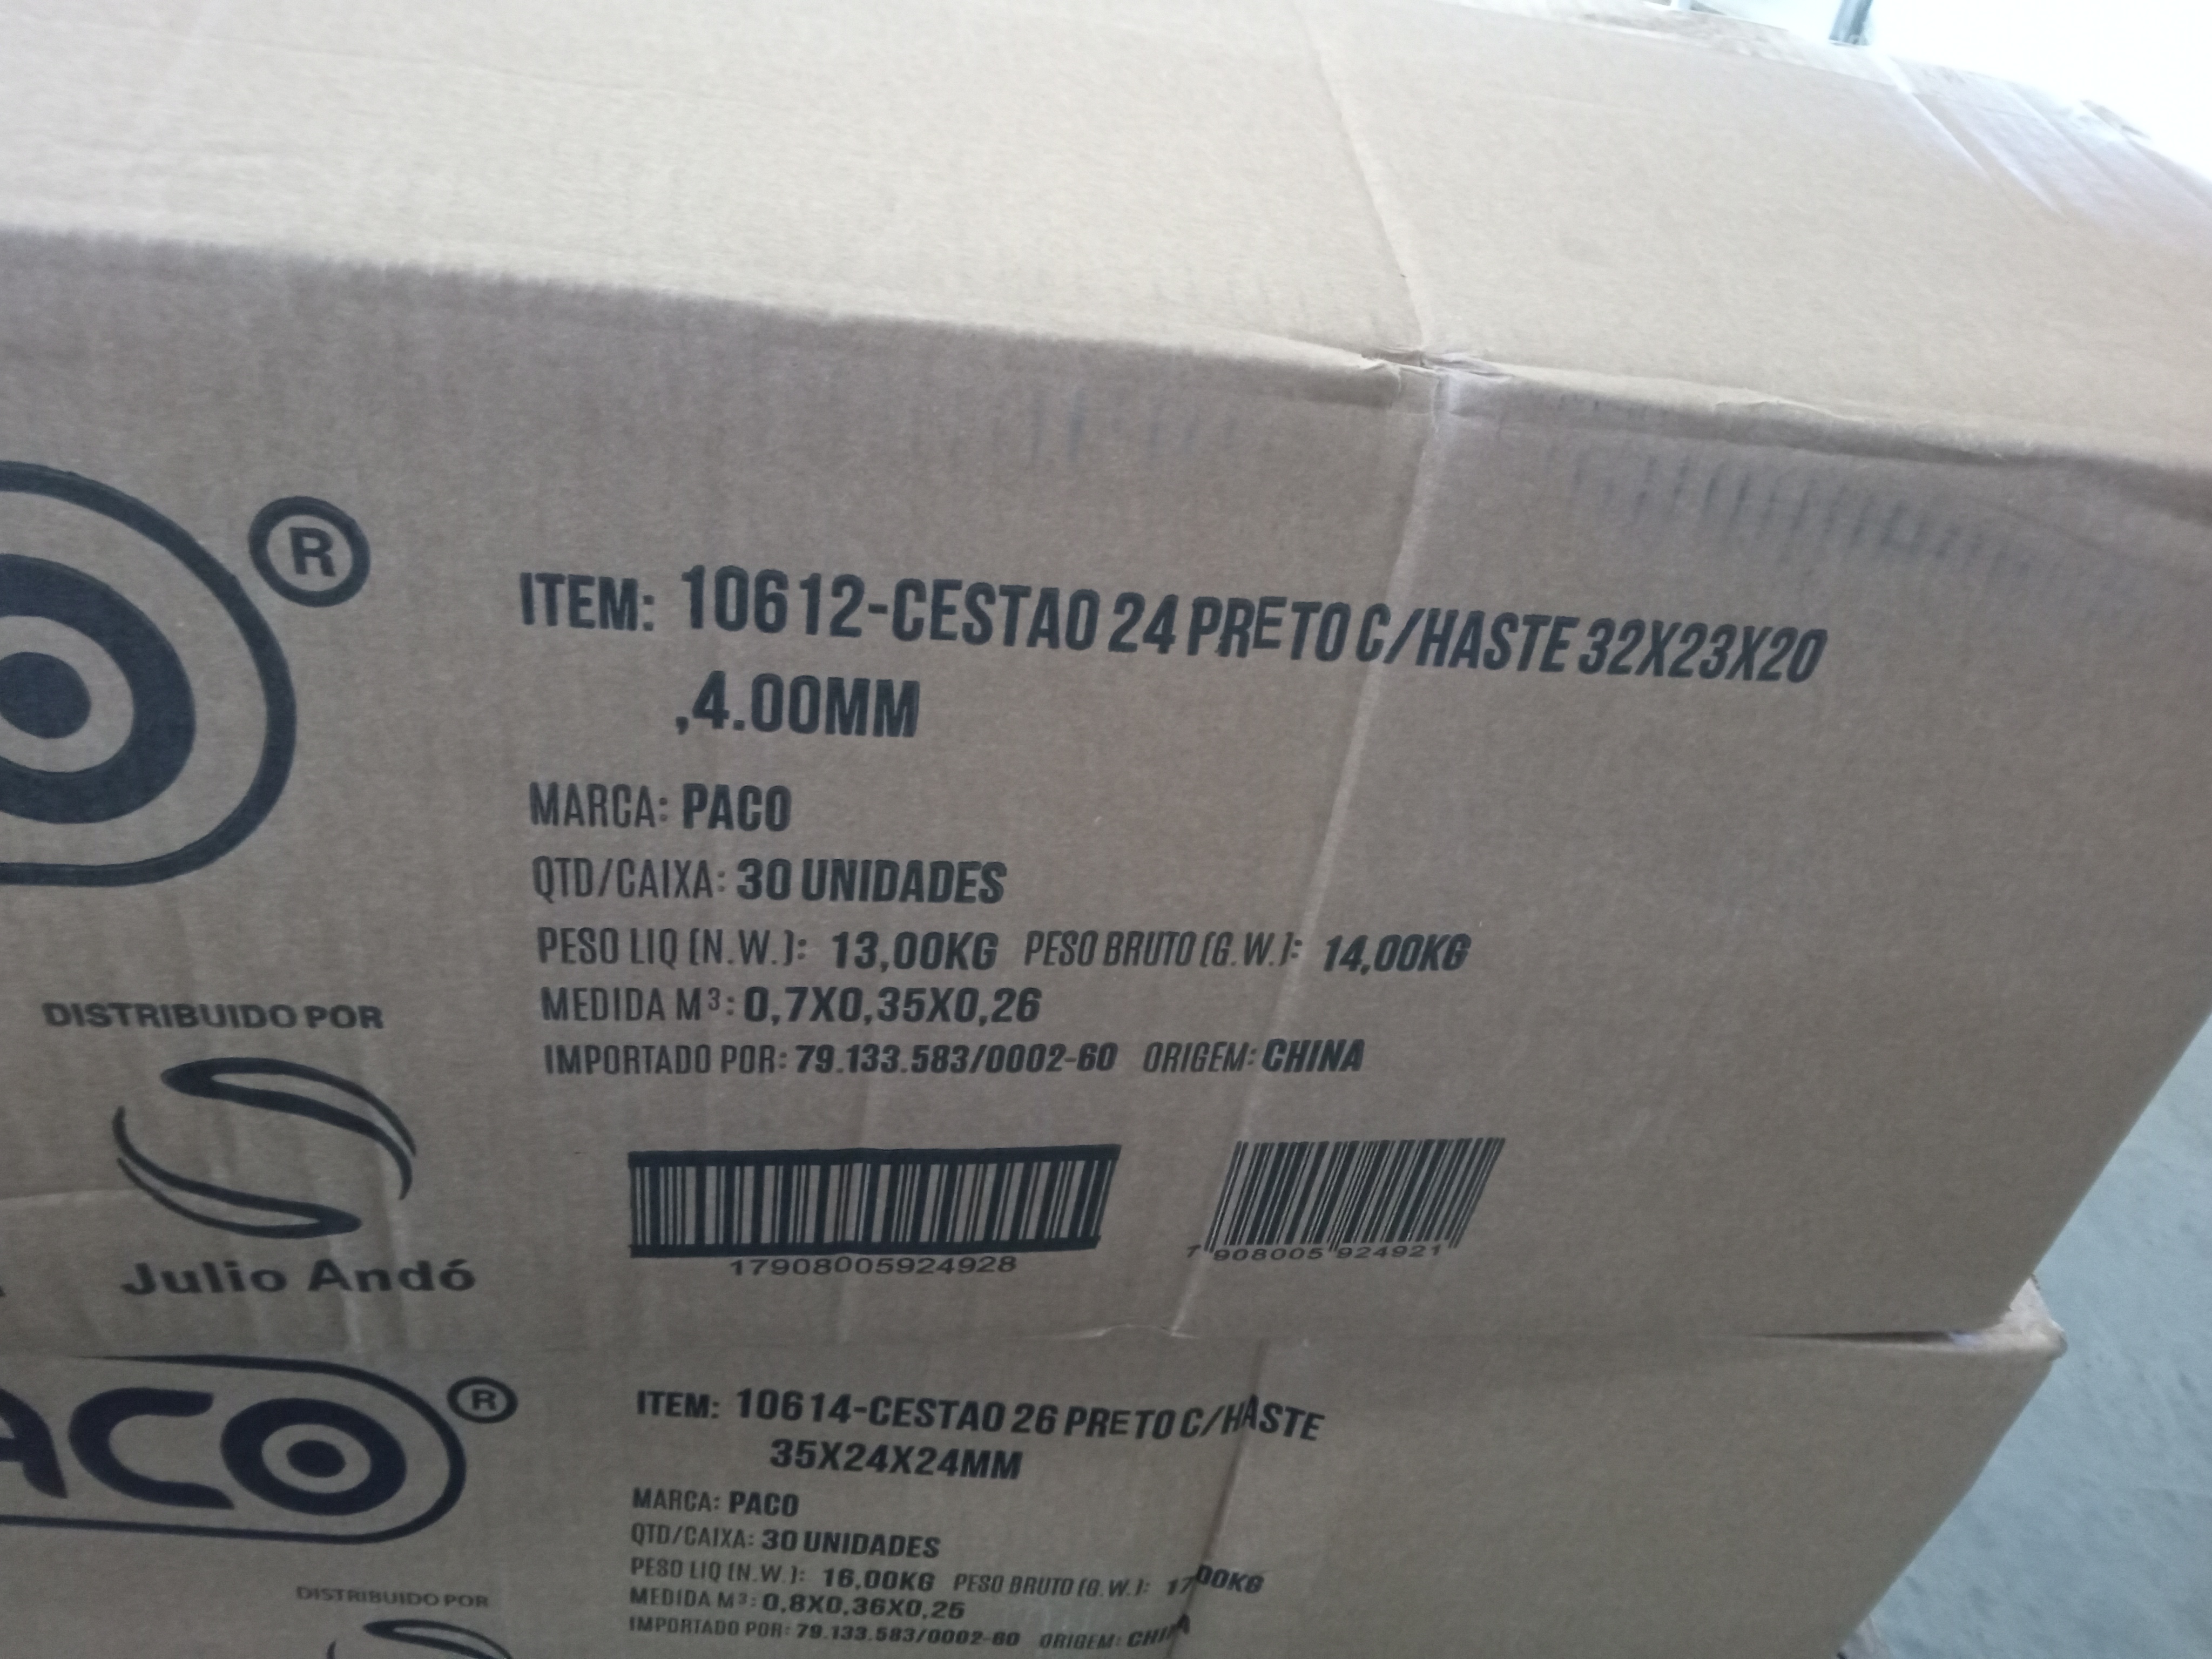 ®
ITEM: 10612-CESTAO 24 PRETO C/HASTE 32X23X20
,4.00MM
MARCA: PACO
QTD/CAIXA: 30 UNIDADES
PESO LIQ (N.W.): 13,00KG PESO BRUTO (G.W.): 14,00KG
MEDIDA M³: 0,7X0,35X0,26
IMPORTADO POR: 79.133.583/0002-60 ORIGEM: CHINA
DISTRIBUIDO POR
Julio Andó
17908005924928
7 908005 924921
ACO ®
ITEM: 10614-CESTAO 26 PRETO C/HASTE
35X24X24MM
MARCA: PACO
QTD/CAIXA: 30 UNIDADES
PESO LIQ (N.W.): 16,00KG PESO BRUTO (G.W.): 17 00KG
MEDIDA M³: 0,8X0,36X0,25
IMPORTADO POR: 79.133.583/0002-60 ORIGEM:
DISTRIBUIDO POR